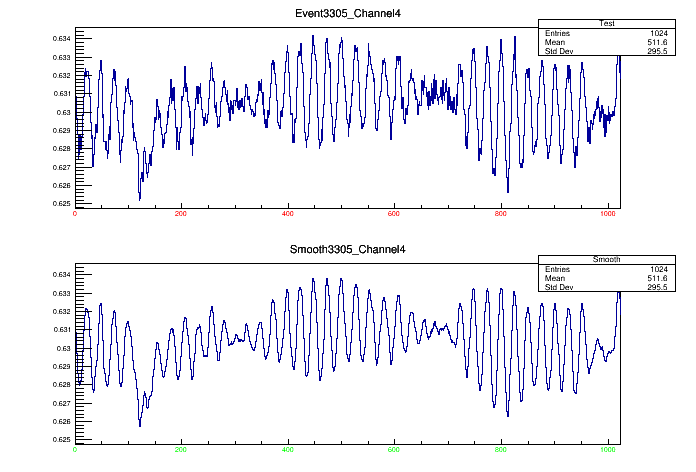 Event3305_Channel4
Test
Entries 1024
Mean 511.6
Std Dev 295.5
0.634
0.633
0.632
0.631
0.63
0.629
0.628
0.627
0.626
0.625
0 200 400 600 800 1000
Smooth3305_Channel4
Smooth
Entries 1024
Mean 511.6
Std Dev 295.5
0.634
0.633
0.632
0.631
0.63
0.629
0.628
0.627
0.626
0.625
0 200 400 600 800 1000